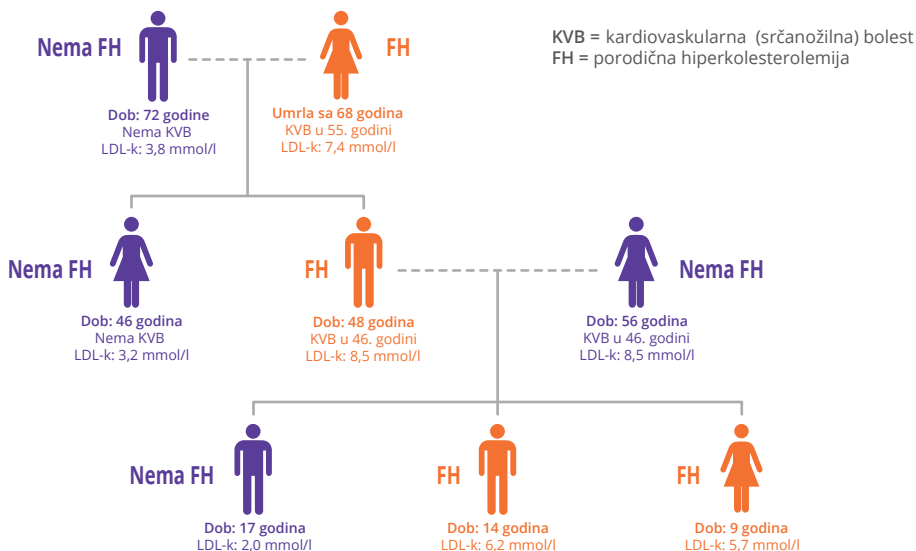 KVB = kardiovaskularna (srčanožilna) bolest
FH = porodična hiperkolesterolemija
Nema FH
FH
Dob: 72 godine
Nema KVB
LDL-k: 3,8 mmol/l
Umrla sa 68 godina
KVB u 55. godini
LDL-k: 7,4 mmol/l
Nema FH
FH
Nema FH
Dob: 46 godina
Nema KVB
LDL-k: 3,2 mmol/l
Dob: 48 godina
KVB u 46. godini
LDL-k: 8,5 mmol/l
Dob: 56 godina
KVB u 46. godini
LDL-k: 8,5 mmol/l
Nema FH
FH
FH
Dob: 17 godina
LDL-k: 2,0 mmol/l
Dob: 14 godina
LDL-k: 6,2 mmol/l
Dob: 9 godina
LDL-k: 5,7 mmol/l